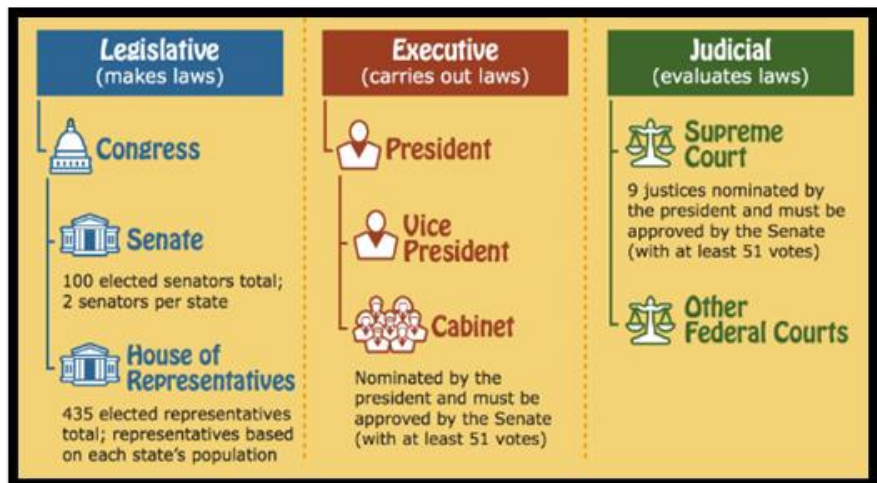 Legislative
(makes laws)
Congress
Senate
100 elected senators total;
2 senators per state
House of
Representatives
435 elected representatives
total; representatives based
on each state's population
Executive
(carries out laws)
President
Vice
President
Cabinet
Nominated by the
president and must be
approved by the Senate
(with at least 51 votes)
Judicial
(evaluates laws)
Supreme
Court
9 justices nominated by
the president and must be
approved by the Senate
(with at least 51 votes)
Other
Federal Courts